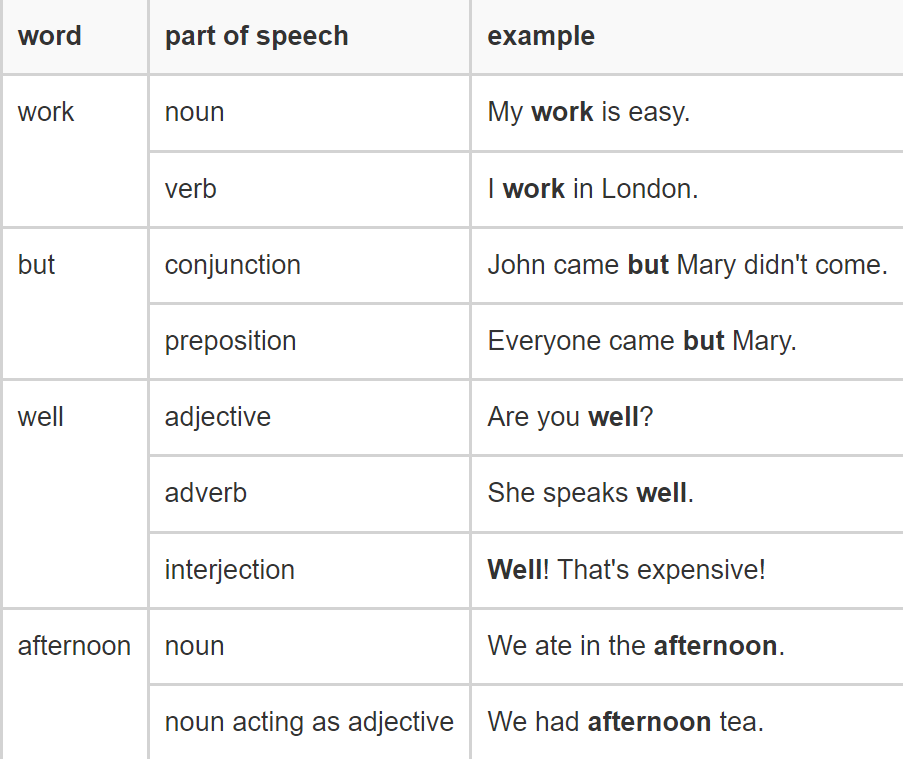 word part of speech example
work noun My work is easy.
verb I work in London.
but conjunction John came but Mary didn't come.
preposition Everyone came but Mary.
well adjective Are you well?
adverb She speaks well.
interjection Well! That's expensive!
afternoon noun We ate in the afternoon.
noun acting as adjective We had afternoon tea.